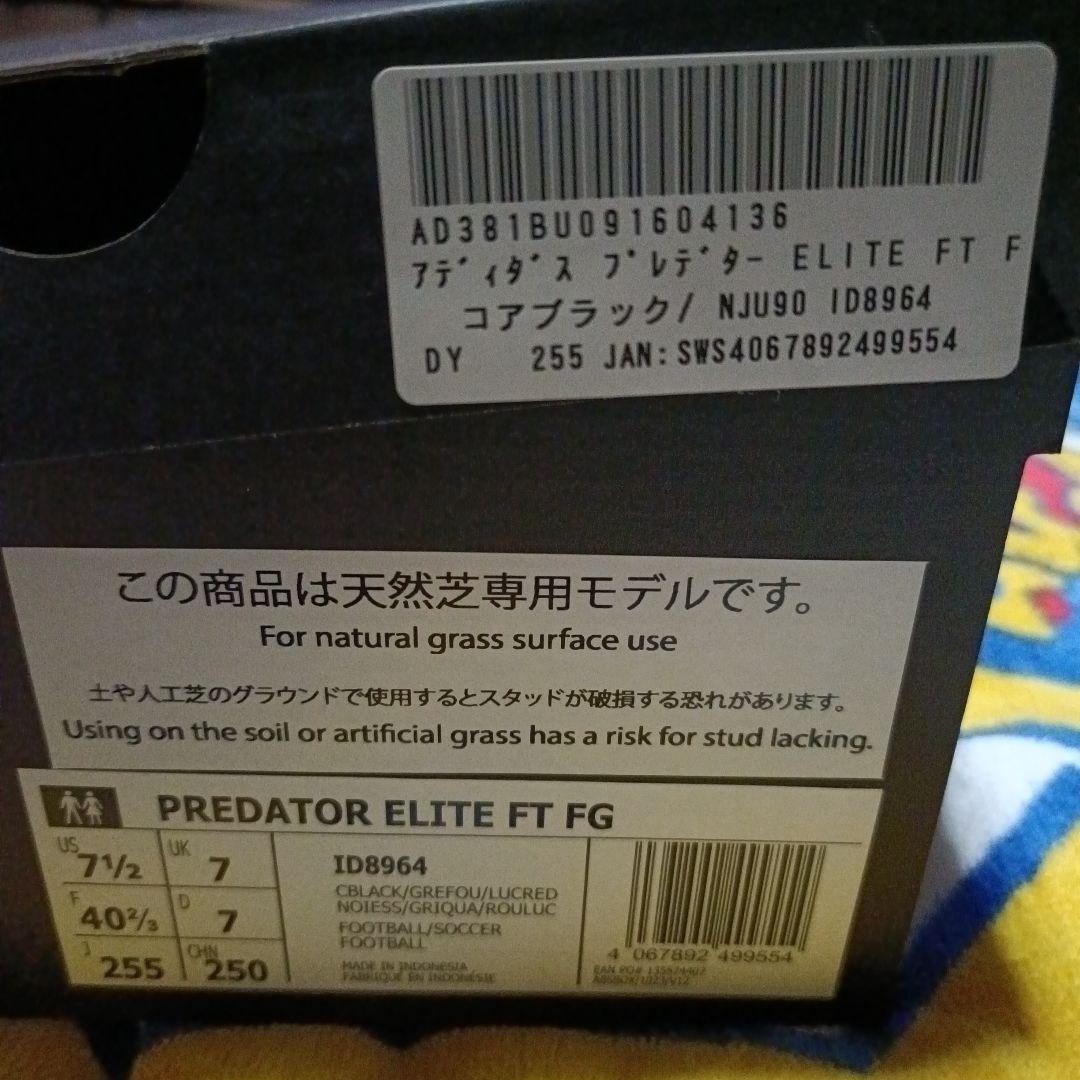 AD381BU091604136
アディダス プレデター ELITE FT F
コアブラック/ NJU90 ID8964
DY 255 JAN:SWS4067892499554
この商品は天然芝専用モデルです。
For natural grass surface use
土や人工芝のグラウンドで使用するとスタッドが破損する恐れがあります。
Using on the soil or artificial grass has a risk for stud lacking.
PREDATOR ELITE FT FG
US 7½ UK 7
F 40⅔ D 7
J 255 CHN 250
ID8964
CBLACK/GREFOU/LUCRED
NOIESS/GRIQUA/ROULUC
FOOTBALL/SOCCER
FOOTBALL
MADE IN INDONESIA
FABRIQUÉ EN INDONÉSIE
4 067892 499554
EAN PO#